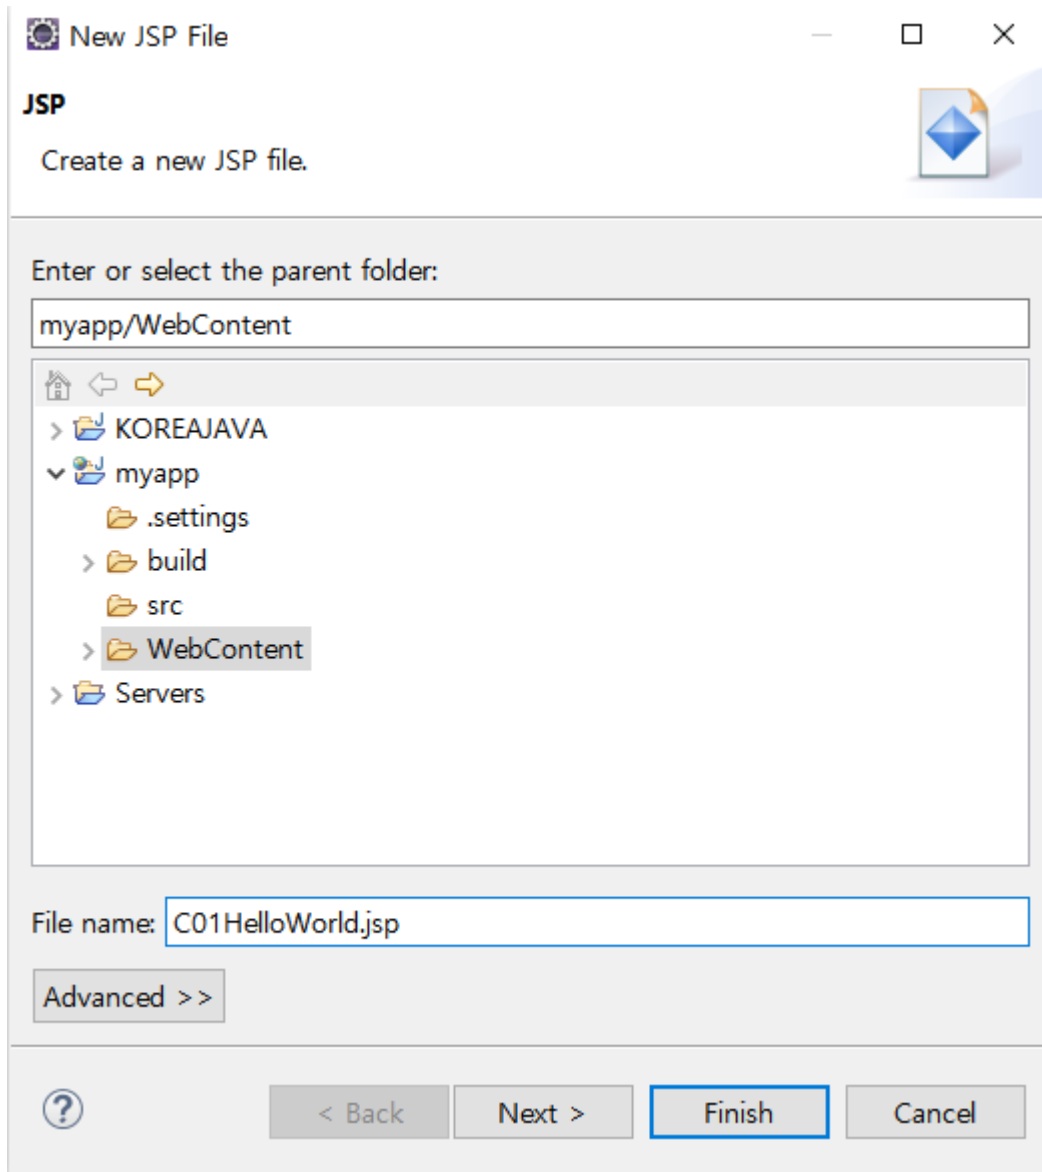 New JSP File
JSP
Create a new JSP file.
Enter or select the parent folder:
myapp/WebContent
KOREAJAVA
myapp
.settings
build
src
WebContent
Servers
File name: C01HelloWorld.jsp
Advanced >>
? < Back Next > Finish Cancel